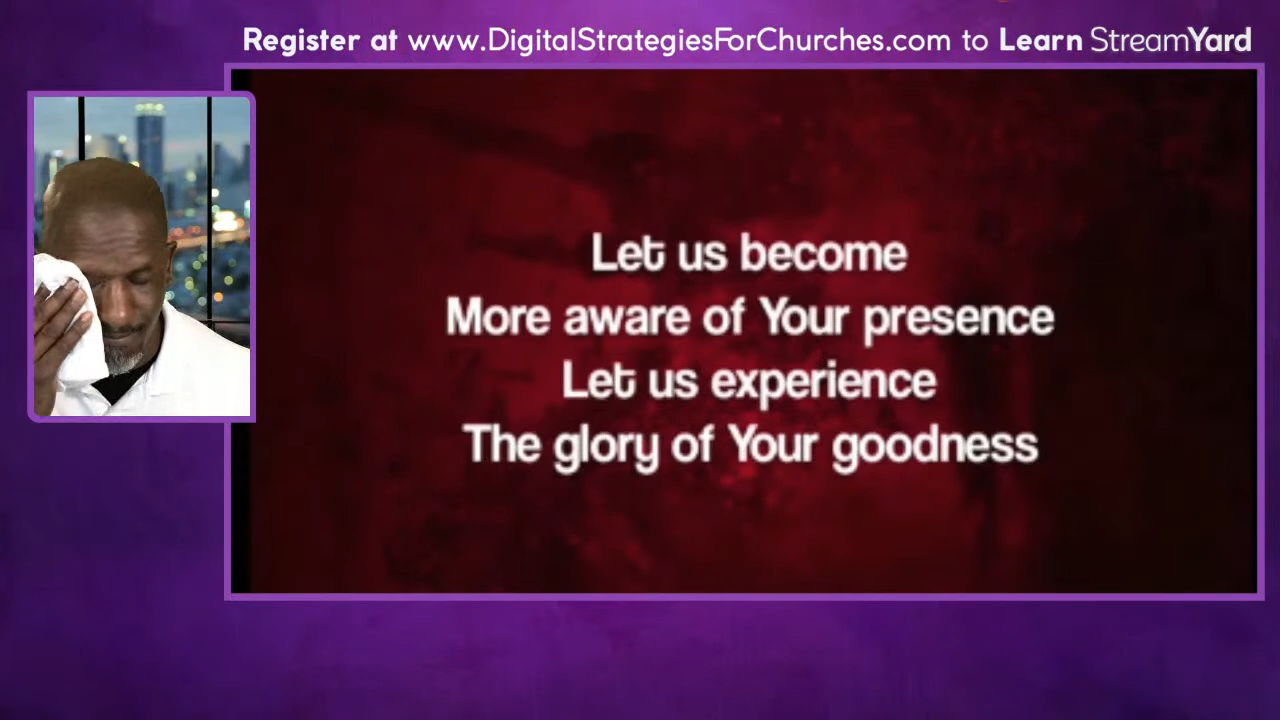 Register at www.DigitalStrategiesForChurches.com to Learn StreamYard
Let us become
More aware of Your presence
Let us experience
The glory of Your goodness